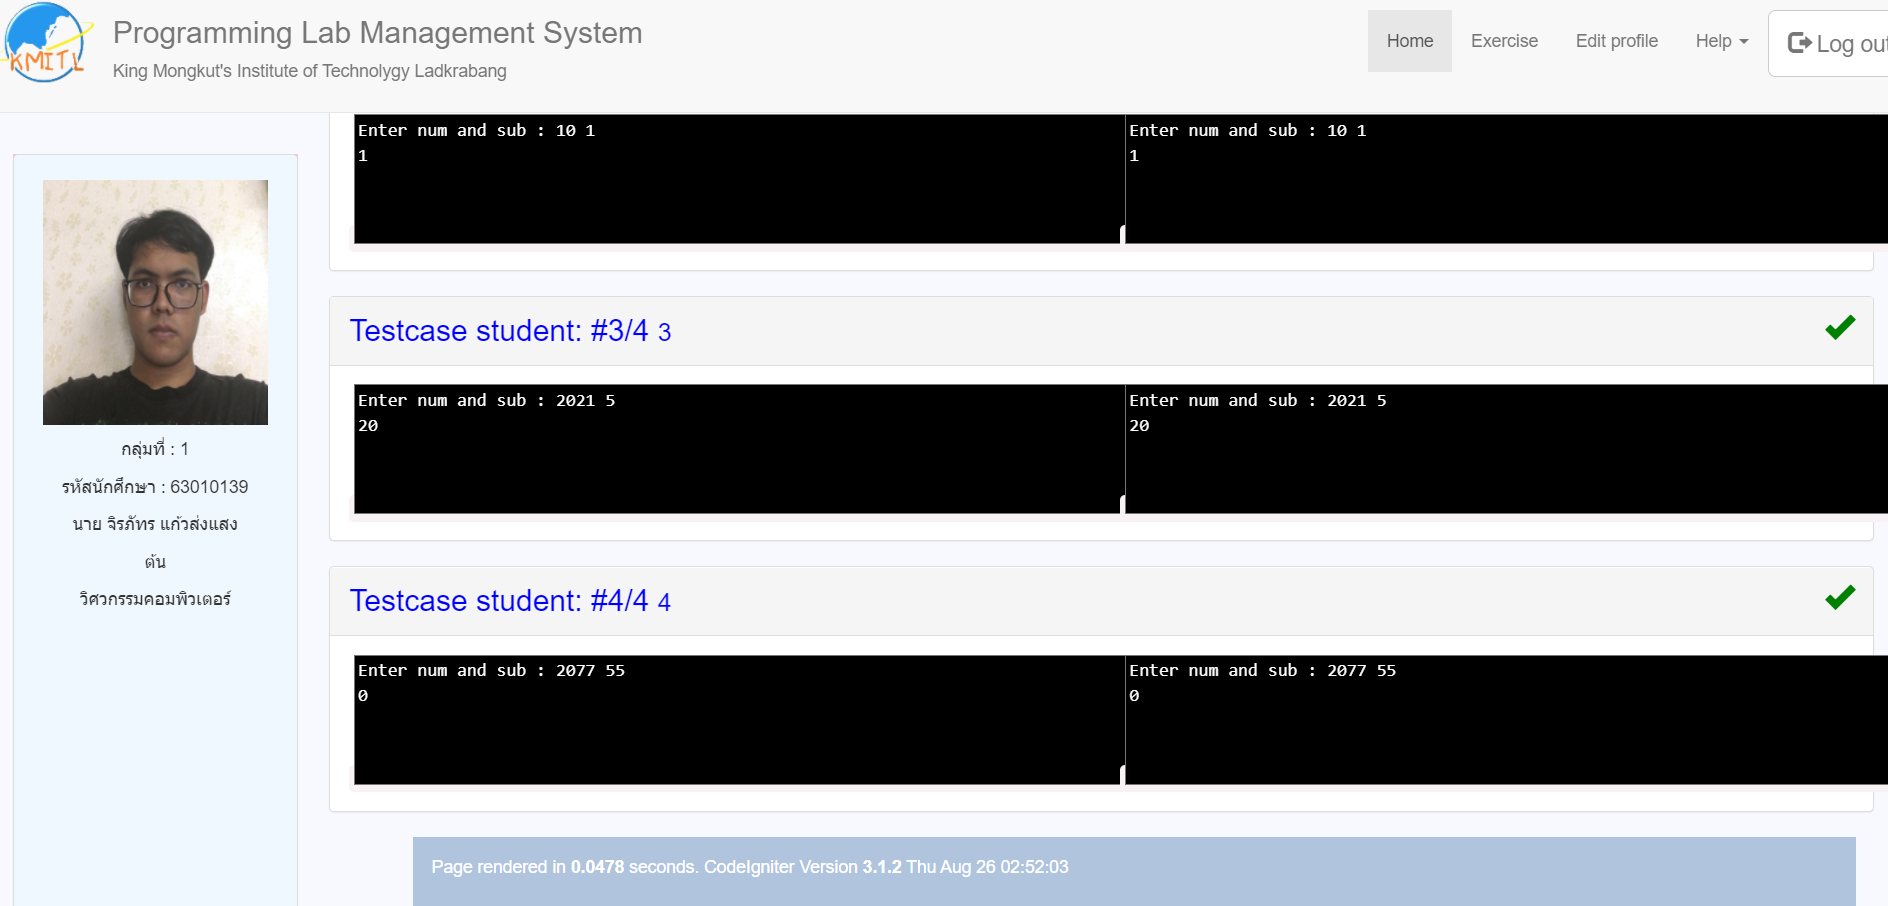 KMITL
Programming Lab Management System
King Mongkut's Institute of Technolygy Ladkrabang
Home
Exercise
Edit profile
Help
Log out
กลุ่มที่ : 1
รหัสนักศึกษา : 63010139
นาย จิรภัทร แก้วส่งแสง
ต้น
วิศวกรรมคอมพิวเตอร์
Enter num and sub : 10 1
1
Enter num and sub : 10 1
1
Testcase student: #3/4 3
Enter num and sub : 2021 5
20
Enter num and sub : 2021 5
20
Testcase student: #4/4 4
Enter num and sub : 2077 55
0
Enter num and sub : 2077 55
0
Page rendered in 0.0478 seconds. CodeIgniter Version 3.1.2 Thu Aug 26 02:52:03